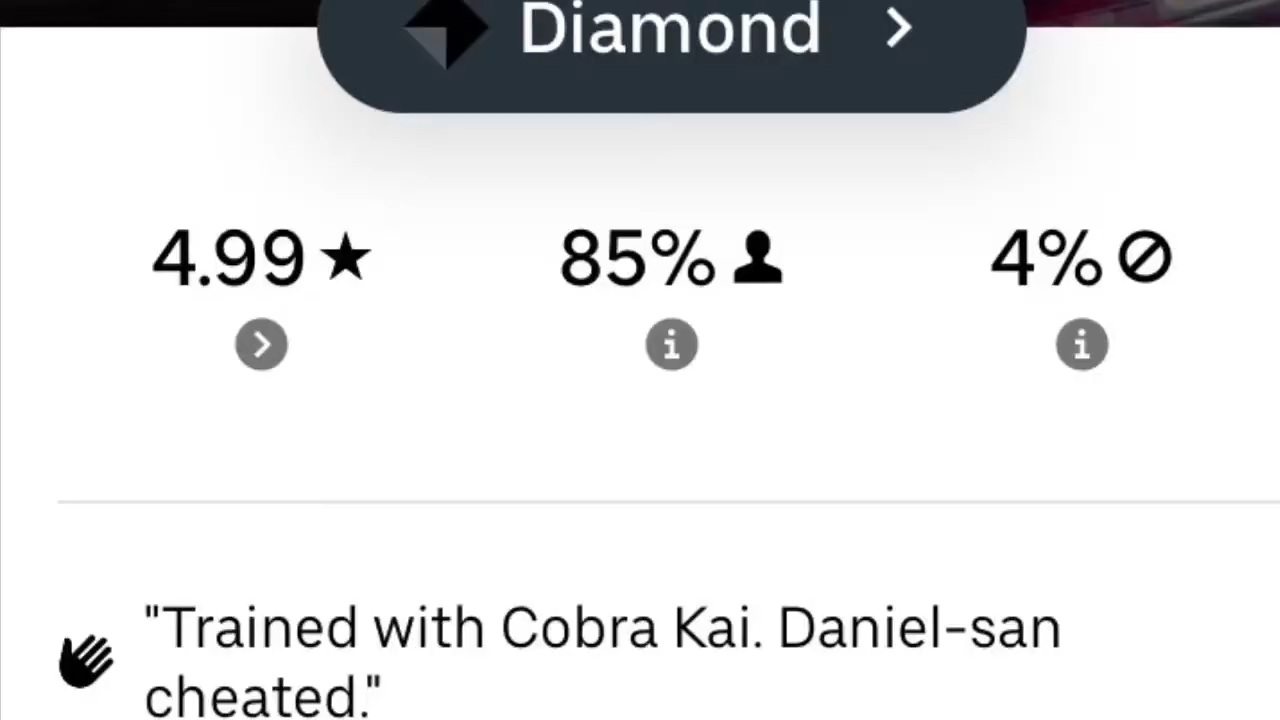 Diamond
4.99 85% 4%
"Trained with Cobra Kai. Daniel-san
cheated."